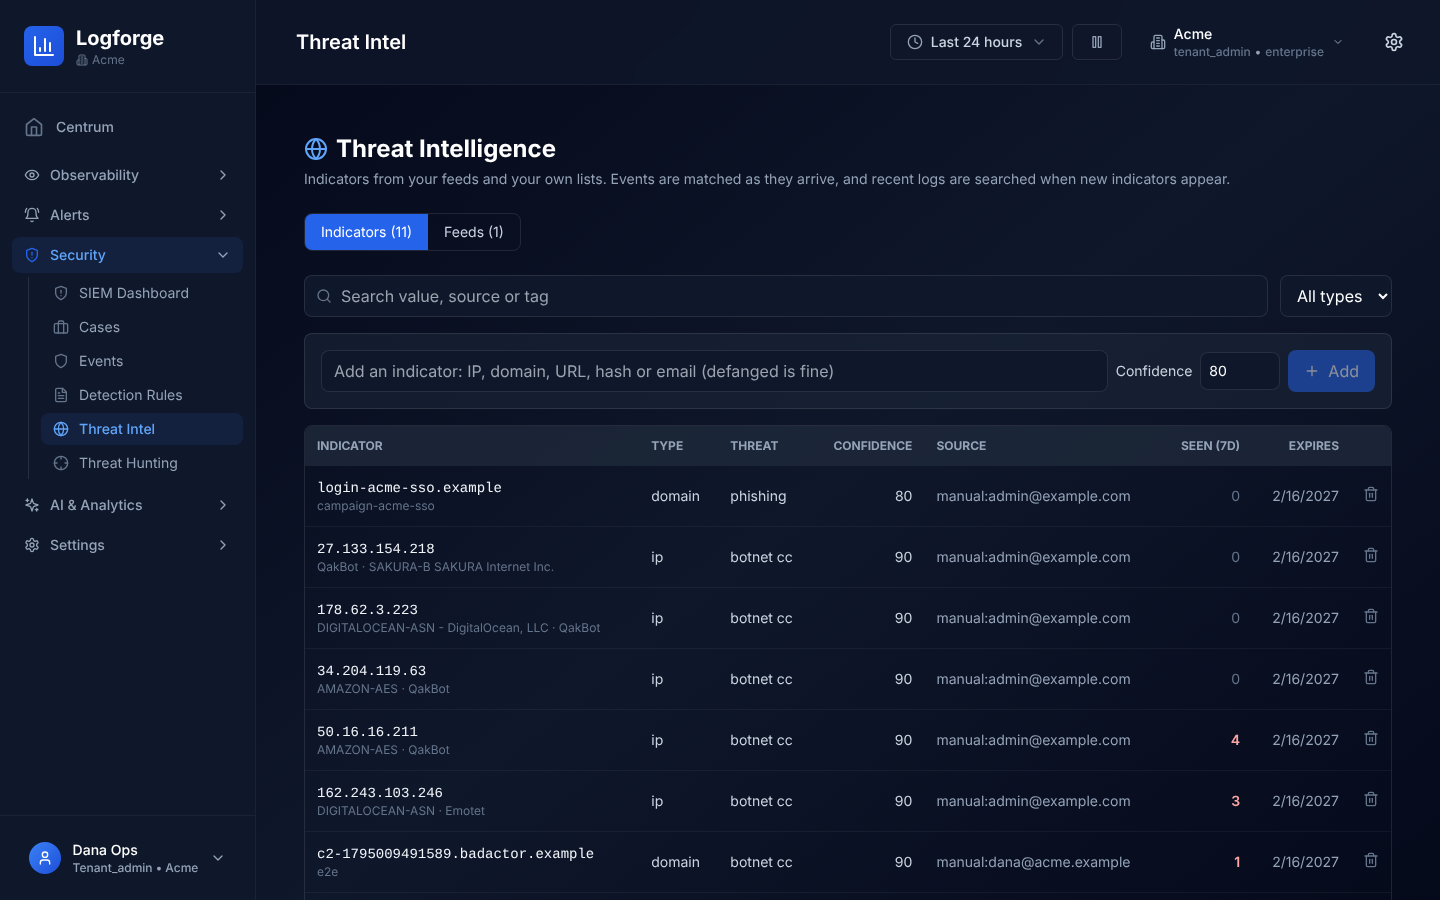 Logforge
Acme
Centrum
Observability
Alerts
Security
SIEM Dashboard
Cases
Events
Detection Rules
Threat Intel
Threat Hunting
AI & Analytics
Settings
Dana Ops
Tenant_admin • Acme
Threat Intel
Last 24 hours
Acme
tenant_admin • enterprise
Threat Intelligence
Indicators from your feeds and your own lists. Events are matched as they arrive, and recent logs are searched when new indicators appear.
Indicators (11) Feeds (1)
Search value, source or tag
All types
Add an indicator: IP, domain, URL, hash or email (defanged is fine)
Confidence 80 + Add
INDICATOR TYPE THREAT CONFIDENCE SOURCE SEEN (7D) EXPIRES
login-acme-sso.example
campaign-acme-sso
domain phishing 80 manual:admin@example.com 0 2/16/2027
27.133.154.218
QakBot · SAKURA-B SAKURA Internet Inc.
ip botnet cc 90 manual:admin@example.com 0 2/16/2027
178.62.3.223
DIGITALOCEAN-ASN - DigitalOcean, LLC · QakBot
ip botnet cc 90 manual:admin@example.com 0 2/16/2027
34.204.119.63
AMAZON-AES · QakBot
ip botnet cc 90 manual:admin@example.com 0 2/16/2027
50.16.16.211
AMAZON-AES · QakBot
ip botnet cc 90 manual:admin@example.com 4 2/16/2027
162.243.103.246
DIGITALOCEAN-ASN · Emotet
ip botnet cc 90 manual:admin@example.com 3 2/16/2027
c2-1795009491589.badactor.example
e2e
domain botnet cc 90 manual:dana@acme.example 1 2/16/2027